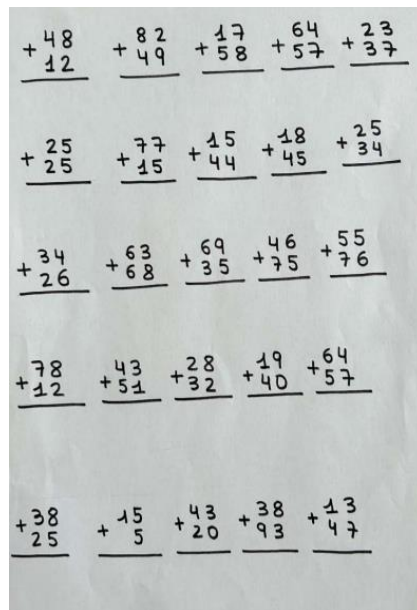 + 48 + 82 + 17 + 64 + 23
12 49 58 57 37
+ 25 + 77 + 15 + 18 + 25
25 15 44 45 34
+ 34 + 63 + 69 + 46 + 55
26 68 35 75 76
+ 78 + 43 + 28 + 19 + 64
12 51 32 40 57
+ 38 + 15 + 43 + 38 + 13
25 5 20 93 47